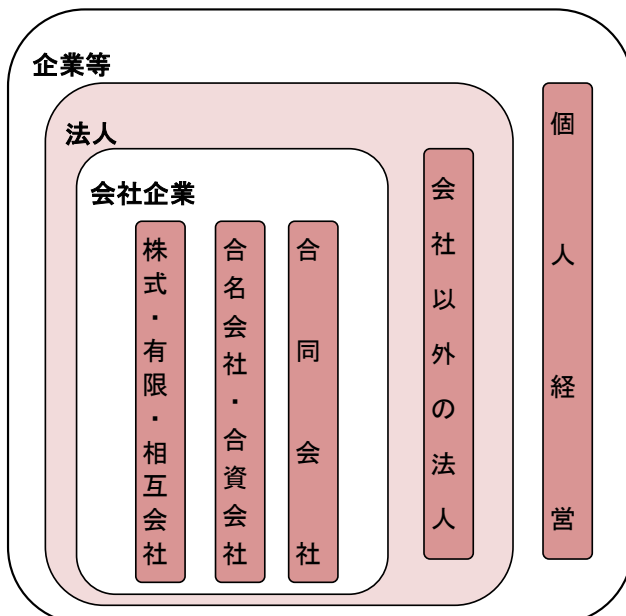 企業等
法人
会社企業
株式・有限・相互会社
合名会社・合資会社
合同会社
会社以外の法人
個人経営